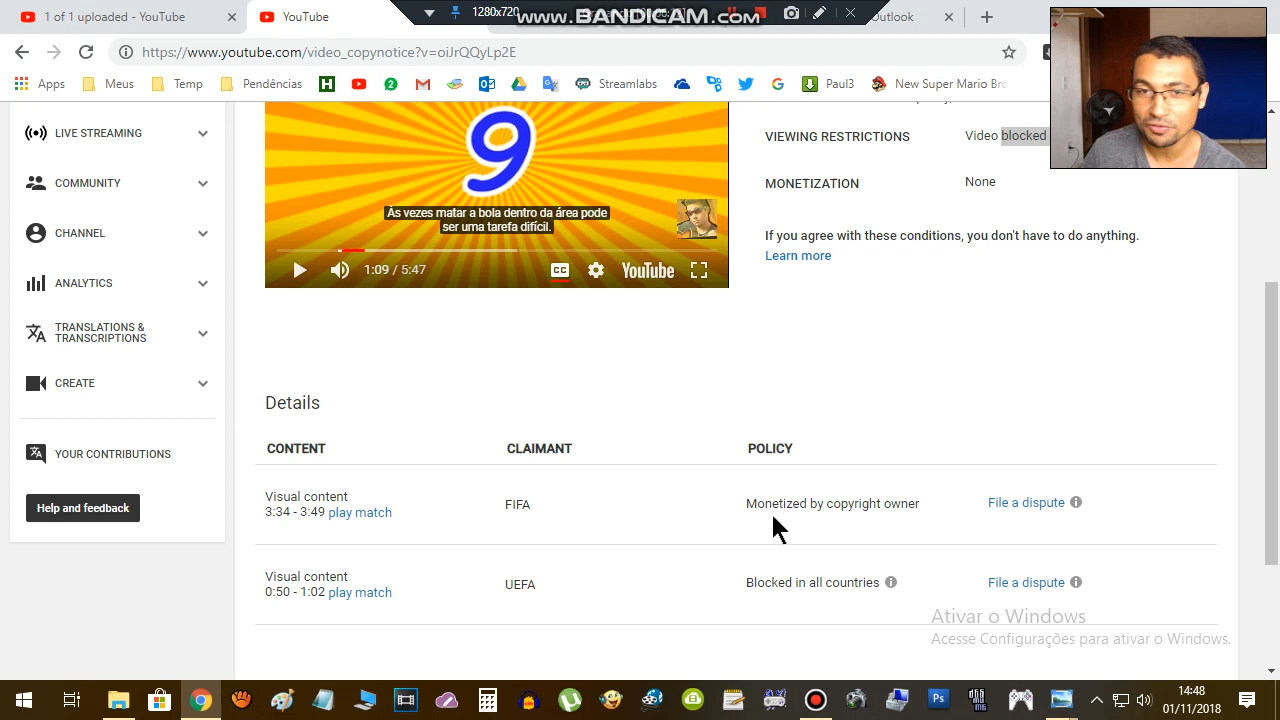 1 of 1 uploaded - YouTube
YouTube
1280x720
www.BANDICAM.com
Outlook
https://www.youtube.com/video_copynotice?v=oiJrQQyLp2E
Apps
Meus
Temp
Pendências
Streamlabs
Paul3
New Super Mario Bro
LIVE STREAMING
COMMUNITY
CHANNEL
ANALYTICS
TRANSLATIONS &
TRANSCRIPTIONS
CREATE
YOUR CONTRIBUTIONS
Help and feedback
9
Às vezes matar a bola dentro da área pode
ser uma tarefa difícil.
1:09 / 5:47
CC
YouTube
VIEWING RESTRICTIONS
Video blocked
MONETIZATION
None
If you agree with these conditions, you don't have to do anything.
Learn more
Details
CONTENT
CLAIMANT
POLICY
Visual content
3:34 - 3:49 play match
FIFA
Monetized by copyright owner
File a dispute
Visual content
0:50 - 1:02 play match
UEFA
Blocked in all countries
File a dispute
Ativar o Windows
Acesse Configurações para ativar o Windows.
14:48
01/11/2018